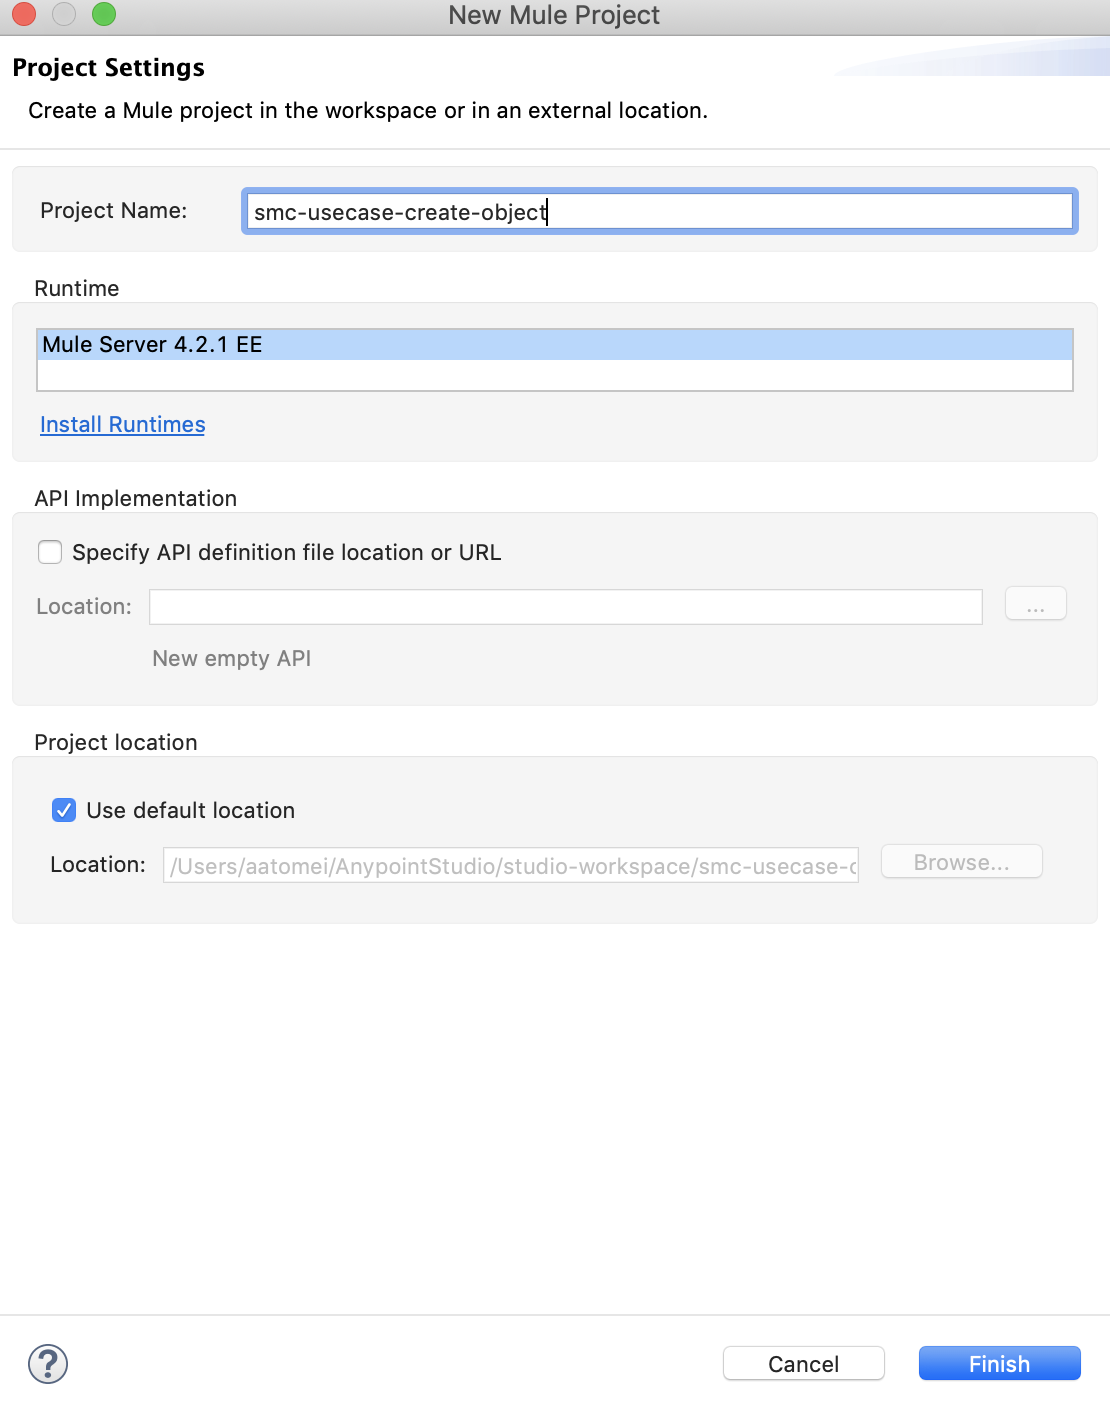 New Mule Project
Project Settings
Create a Mule project in the workspace or in an external location.
Project Name: smc-usecase-create-object
Runtime
Mule Server 4.2.1 EE
Install Runtimes
API Implementation
Specify API definition file location or URL
Location: ...
New empty API
Project location
Use default location
Location: /Users/aatomei/AnypointStudio/studio-workspace/smc-usecase-c Browse...
? Cancel Finish